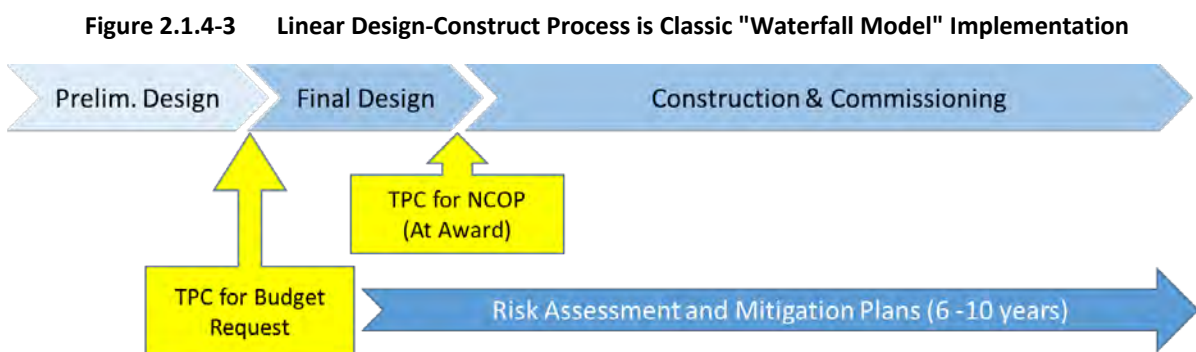 Figure 2.1.4-3 Linear Design-Construct Process is Classic "Waterfall Model" Implementation
Prelim. Design
Final Design
Construction & Commissioning
TPC for NCOP
(At Award)
TPC for Budget
Request
Risk Assessment and Mitigation Plans (6 -10 years)